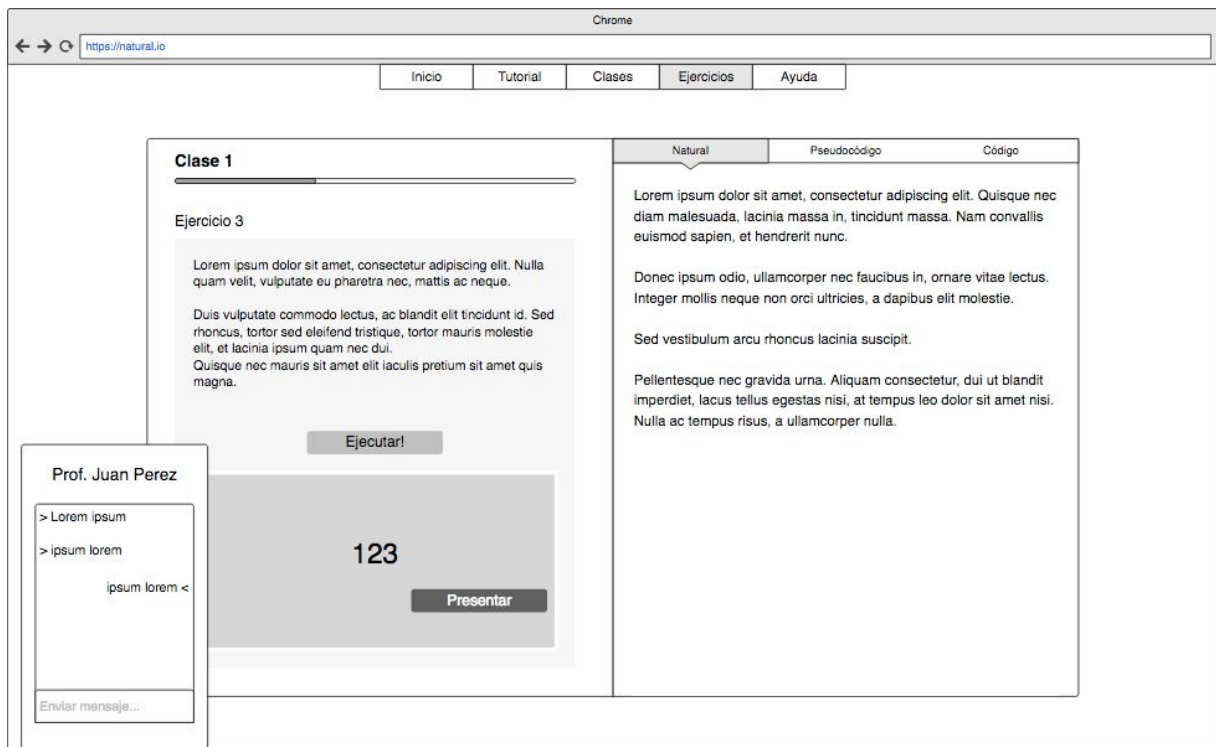 Chrome
https://natural.io
Inicio Tutorial Clases Ejercicios Ayuda
Clase 1
Ejercicio 3
Lorem ipsum dolor sit amet, consectetur adipiscing elit. Nulla
quam velit, vulputate eu pharetra nec, mattis ac neque.
Duis vulputate commodo lectus, ac blandit elit tincidunt id. Sed
rhoncus, tortor sed eleifend tristique, tortor mauris molestie
elit, et lacinia ipsum quam nec dui.
Quisque nec mauris sit amet elit iaculis pretium sit amet quis
magna.
Ejecutar!
123
Presentar
Prof. Juan Perez
> Lorem ipsum
> ipsum lorem
ipsum lorem <
Enviar mensaje...
Natural Pseudocódigo Código
Lorem ipsum dolor sit amet, consectetur adipiscing elit. Quisque nec
diam malesuada, lacinia massa in, tincidunt massa. Nam convallis
euismod sapien, et hendrerit nunc.
Donec ipsum odio, ullamcorper nec faucibus in, ornare vitae lectus.
Integer mollis neque non orci ultricies, a dapibus elit molestie.
Sed vestibulum arcu rhoncus lacinia suscipit.
Pellentesque nec gravida urna. Aliquam consectetur, dui ut blandit
imperdiet, lacus tellus egestas nisi, at tempus leo dolor sit amet nisi.
Nulla ac tempus risus, a ullamcorper nulla.